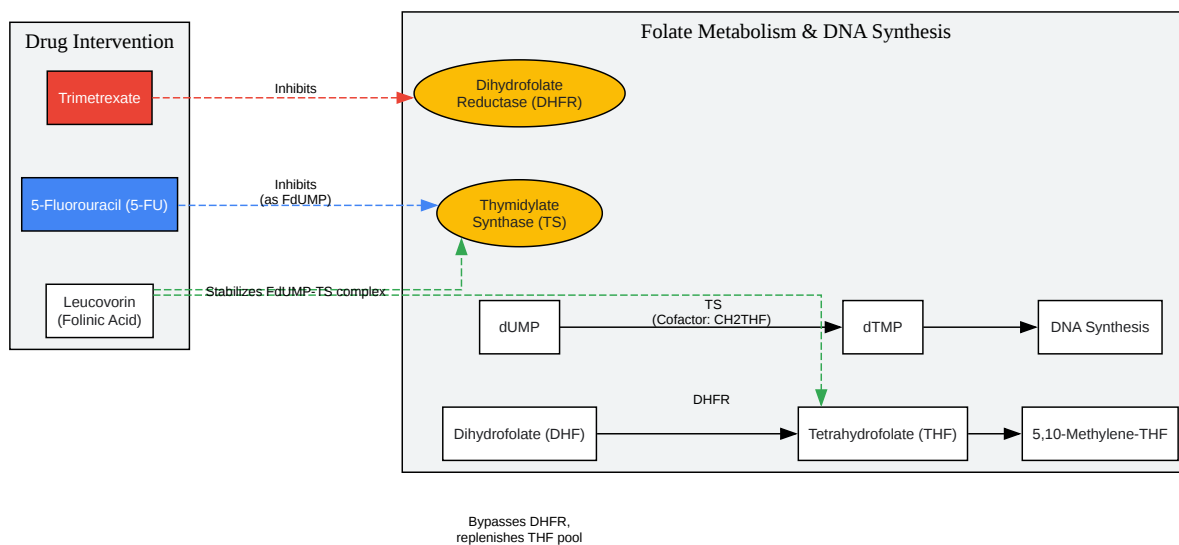 Drug Intervention
Folate Metabolism & DNA Synthesis
Trimetrexate
Inhibits
Dihydrofolate
Reductase (DHFR)
5-Fluorouracil (5-FU)
Inhibits
(as FdUMP)
Thymidylate
Synthase (TS)
Leucovorin
(Folinic Acid)
Stabilizes FdUMP-TS complex
dUMP
TS
(Cofactor: CH2THF)
dTMP
DNA Synthesis
Dihydrofolate (DHF)
DHFR
Tetrahydrofolate (THF)
5,10-Methylene-THF
Bypasses DHFR,
replenishes THF pool